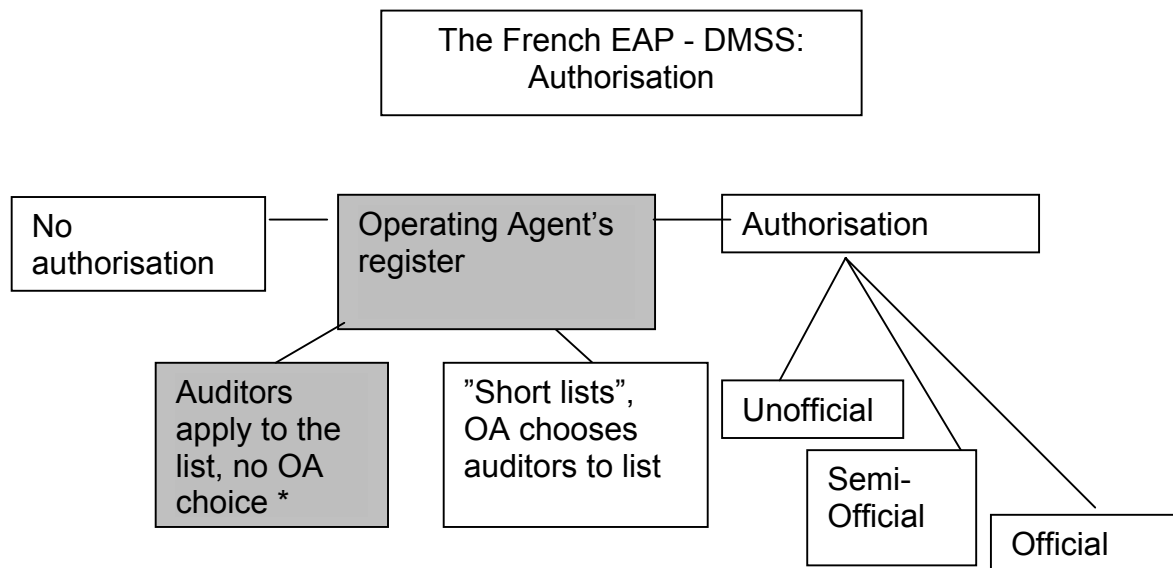 The French EAP - DMSS:
Authorisation
No
authorisation
Operating Agent’s
register
Authorisation
Auditors
apply to the
list, no OA
choice *
”Short lists”,
OA chooses
auditors to list
Unofficial
Semi-
Official
Official